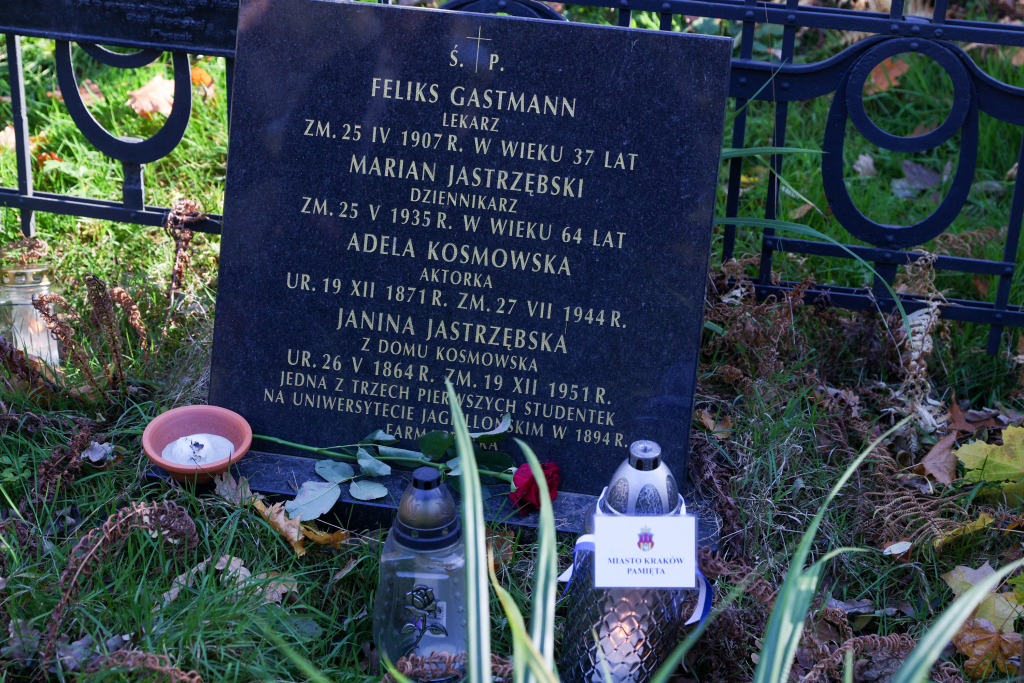 Ś. P.
FELIKS GASTMANN
LEKARZ
ZM. 25 IV 1907 R. W WIEKU 37 LAT
MARIAN JASTRZĘBSKI
DZIENNIKARZ
ZM. 25 V 1935 R. W WIEKU 64 LAT
ADELA KOSMOWSKA
AKTORKA
UR. 19 XII 1871 R. ZM. 27 VII 1944 R.
JANINA JASTRZĘBSKA
Z DOMU KOSMOWSKA
UR. 26 V 1864 R. ZM. 19 XII 1951 R.
JEDNA Z TRZECH PIERWSZYCH STUDENTEK
NA UNIWERSYTECIE JAGIELLOŃSKIM W 1894 R.
MIASTO KRAKÓW
PAMIĘTA